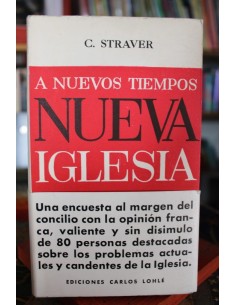 C. STRAVER
A NUEVOS TIEMPOS
NUEVA
IGLESIA
Una encuesta al margen del
concilio con la opinión fran-
ca, valiente y sin disimulo
de 80 personas destacadas
sobre los problemas actua-
les y candentes de la Iglesia.
EDICIONES CARLOS LOHLÉ